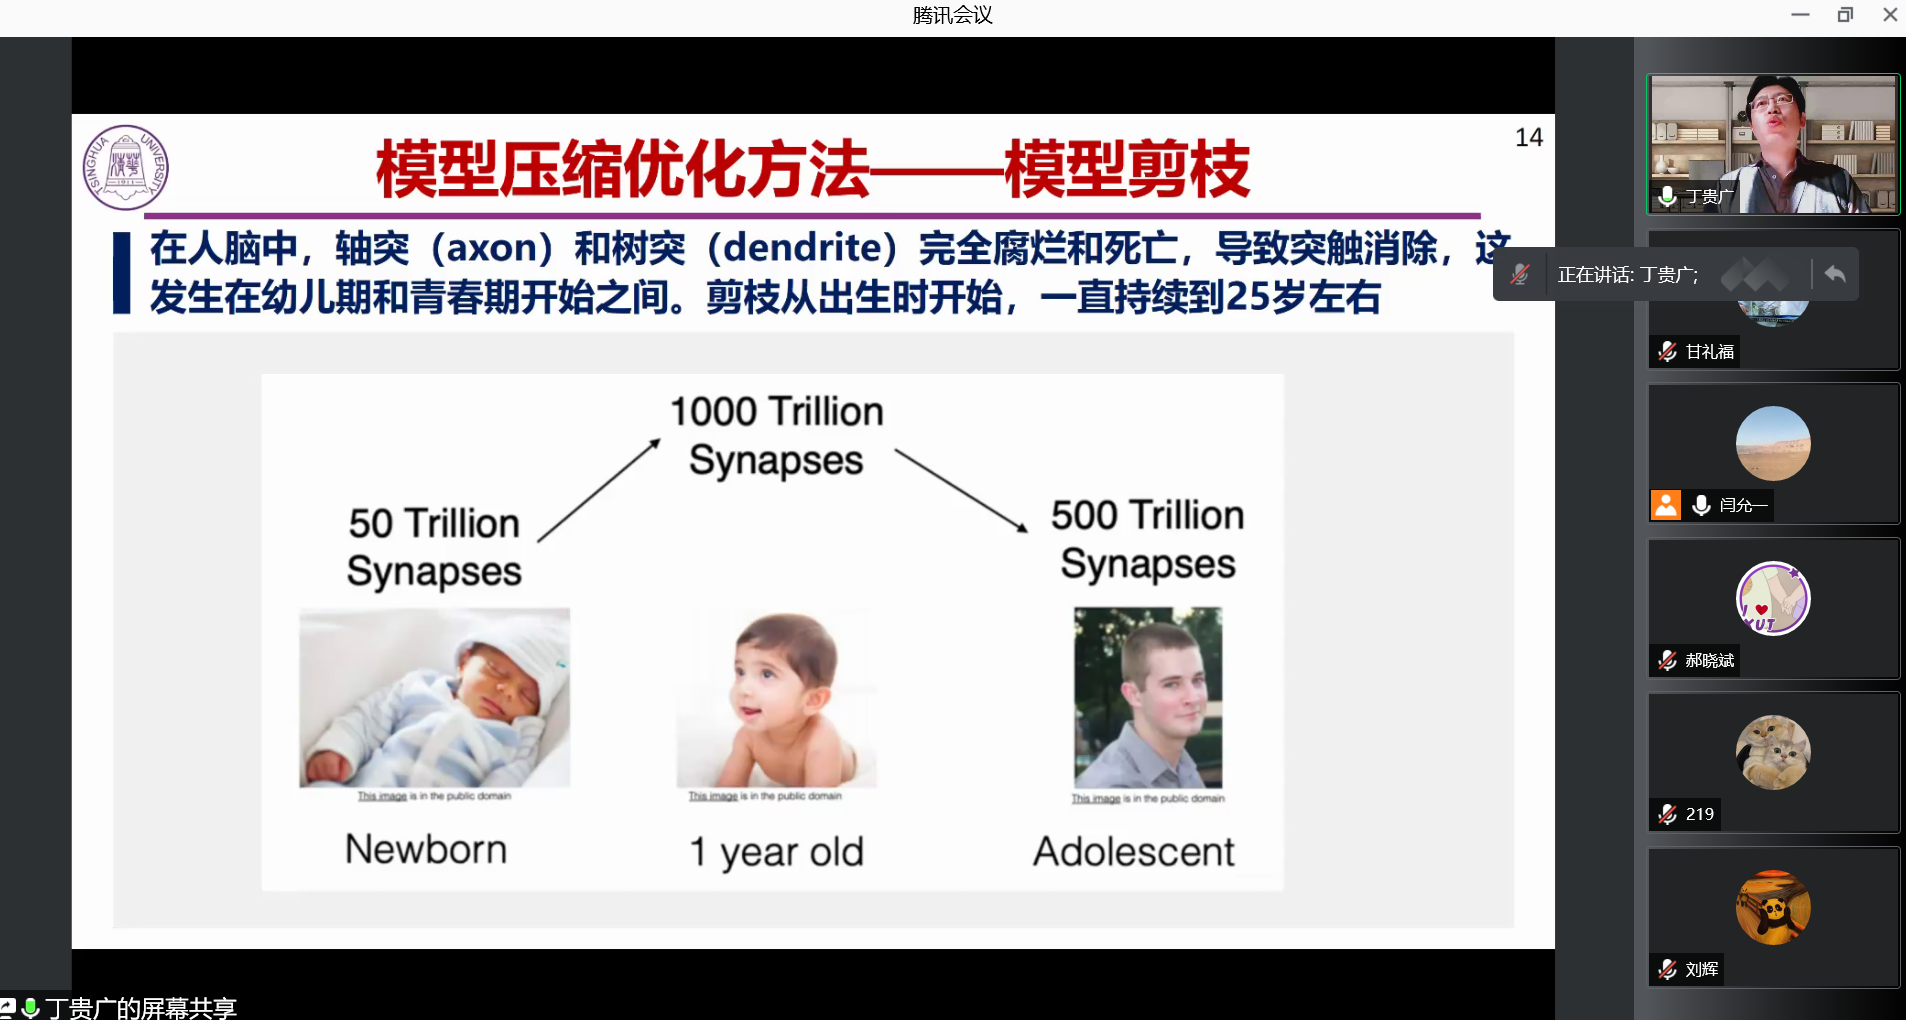 腾讯会议
TSINGHUA UNIVERSITY
1911
模型压缩优化方法——模型剪枝
14
在人脑中，轴突（axon）和树突（dendrite）完全腐烂和死亡，导致突触消除，这
发生在幼儿期和青春期开始之间。剪枝从出生时开始，一直持续到25岁左右
1000 Trillion
Synapses
50 Trillion
Synapses
500 Trillion
Synapses
This image is in the public domain
This image is in the public domain
This image is in the public domain
Newborn
1 year old
Adolescent
丁贵广
正在讲话: 丁贵广;
甘礼福
闫允一
I
XUT
郝晓斌
219
刘辉
丁贵广的屏幕共享